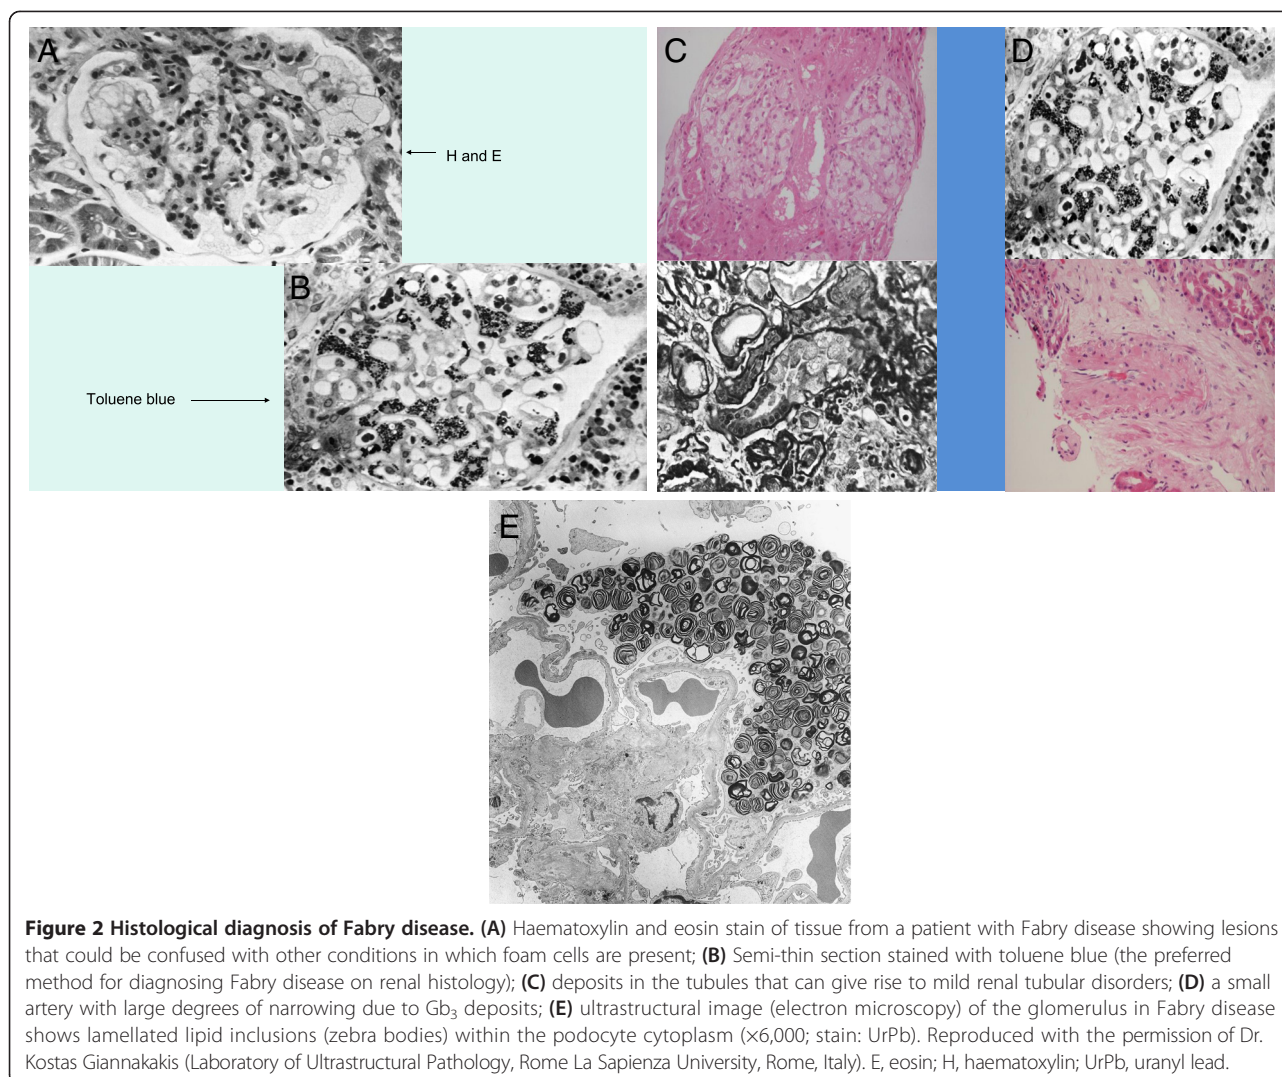 A
H and E
Toluene blue
B
C
D
E
Figure 2 Histological diagnosis of Fabry disease. (A) Haematoxylin and eosin stain of tissue from a patient with Fabry disease showing lesions
that could be confused with other conditions in which foam cells are present; (B) Semi-thin section stained with toluene blue (the preferred
method for diagnosing Fabry disease on renal histology); (C) deposits in the tubules that can give rise to mild renal tubular disorders; (D) a small
artery with large degrees of narrowing due to Gb₃ deposits; (E) ultrastructural image (electron microscopy) of the glomerulus in Fabry disease
shows lamellated lipid inclusions (zebra bodies) within the podocyte cytoplasm (×6,000; stain: UrPb). Reproduced with the permission of Dr.
Kostas Giannakakis (Laboratory of Ultrastructural Pathology, Rome La Sapienza University, Rome, Italy). E, eosin; H, haematoxylin; UrPb, uranyl lead.